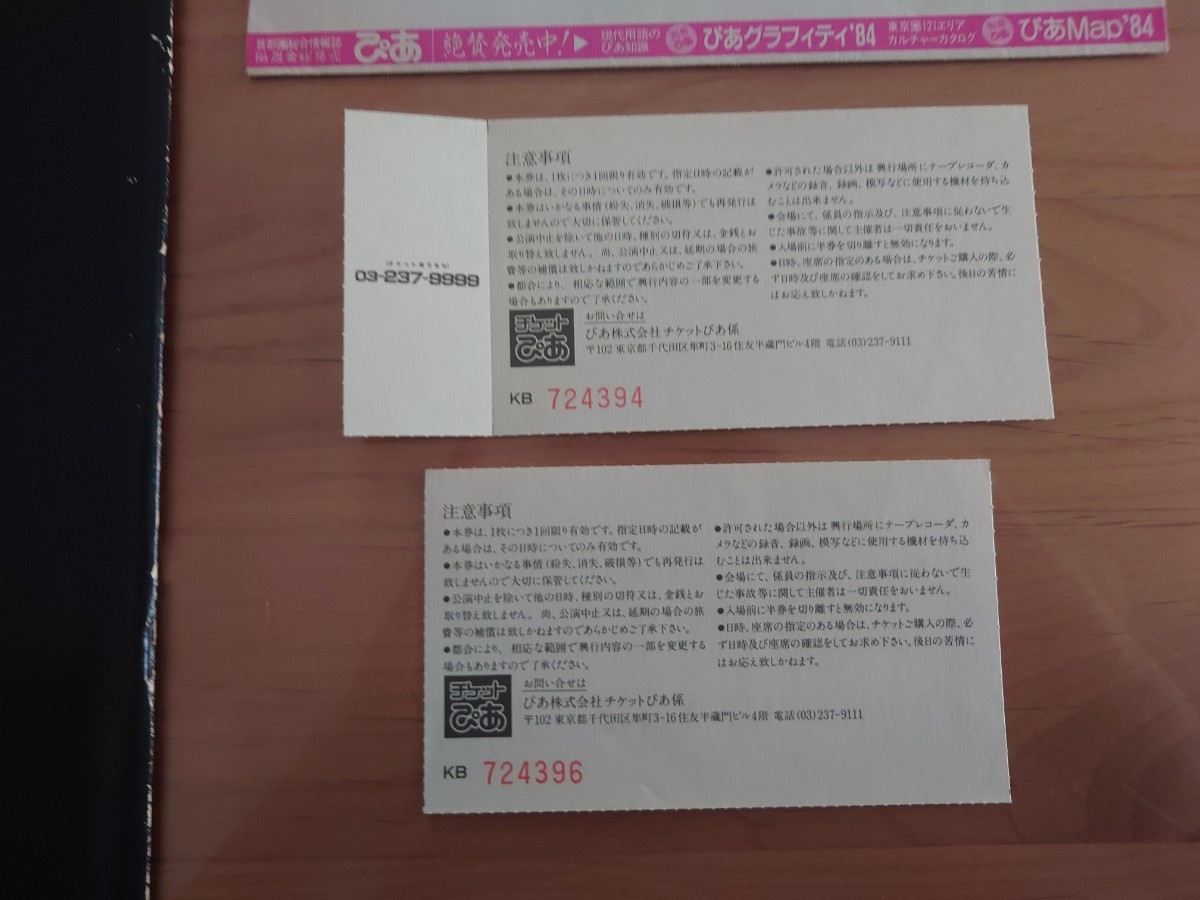 首都圏総合情報誌
隔週金曜発売
ぴあ
絶賛発売中!▶
現代用語の
ぴあ知識
ぴあグラフィティ'84
東京圏121エリア
カルチャーカタログ
ぴあMap'84
03-237-9999
注意事項
●本券は、1枚につき1回限り有効です。指定日時の記載が
ある場合は、その日時についてのみ有効です。
●本券はいかなる事情(紛失、消失、破損等)でも再発行は
致しませんので大切に保管してください。
●公演中止を除いて他の日時、種別の切符又は、金銭とお
取り替え致しません。尚、公演中止又は、延期の場合の旅
費等の補償は致しかねますのであらかじめご了承下さい。
●都合により、相応な範囲で興行内容の一部を変更する
場合もありますのでご了承ください。
●許可された場合以外は興行場所にテープレコーダ、カ
メラなどの録音、録画、模写などに使用する機材を持ち込
むことは出来ません。
●会場にて、係員の指示及び、注意事項に従わないで生
じた事故等に関して主催者は一切責任をおいません。
●入場前に半券を切り離すと無効になります。
●日時、座席の指定のある場合は、チケットご購入の際、必
ず日時及び座席の確認をしてお求め下さい。後日の苦情に
はお応え致しかねます。
チケット
ぴあ
お問い合せは
ぴあ株式会社チケットぴあ係
〒102 東京都千代田区隼町3-16住友半蔵門ビル4階 電話(03)237-9111
KB 724394
注意事項
●本券は、1枚につき1回限り有効です。指定日時の記載が
ある場合は、その日時についてのみ有効です。
●本券はいかなる事情(紛失、消失、破損等)でも再発行は
致しませんので大切に保管してください。
●公演中止を除いて他の日時、種別の切符又は、金銭とお
取り替え致しません。尚、公演中止又は、延期の場合の旅
費等の補償は致しかねますのであらかじめご了承下さい。
●都合により、相応な範囲で興行内容の一部を変更する
場合もありますのでご了承ください。
●許可された場合以外は興行場所にテープレコーダ、カ
メラなどの録音、録画、模写などに使用する機材を持ち込
むことは出来ません。
●会場にて、係員の指示及び、注意事項に従わないで生
じた事故等に関して主催者は一切責任をおいません。
●入場前に半券を切り離すと無効になります。
●日時、座席の指定のある場合は、チケットご購入の際、必
ず日時及び座席の確認をしてお求め下さい。後日の苦情に
はお応え致しかねます。
チケット
ぴあ
お問い合せは
ぴあ株式会社チケットぴあ係
〒102 東京都千代田区隼町3-16住友半蔵門ビル4階 電話(03)237-9111
KB 724396